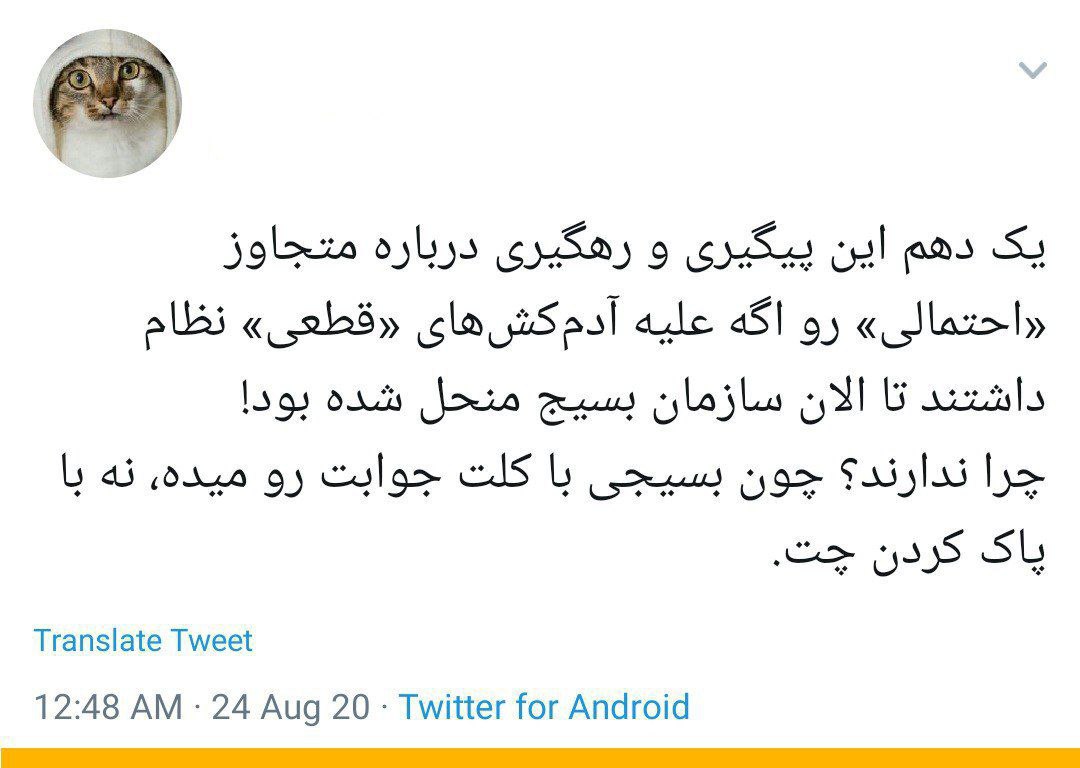 یک دهم این پیگیری و رهگیری درباره متجاوز
«احتمالی» رو اگه علیه آدم‌کش‌های «قطعی» نظام
داشتند تا الان سازمان بسیج منحل شده بود!
چرا ندارند؟ چون بسیجی با کلت جوابت رو میده، نه با
پاک کردن چت.
Translate Tweet
12:48 AM · 24 Aug 20 · Twitter for Android